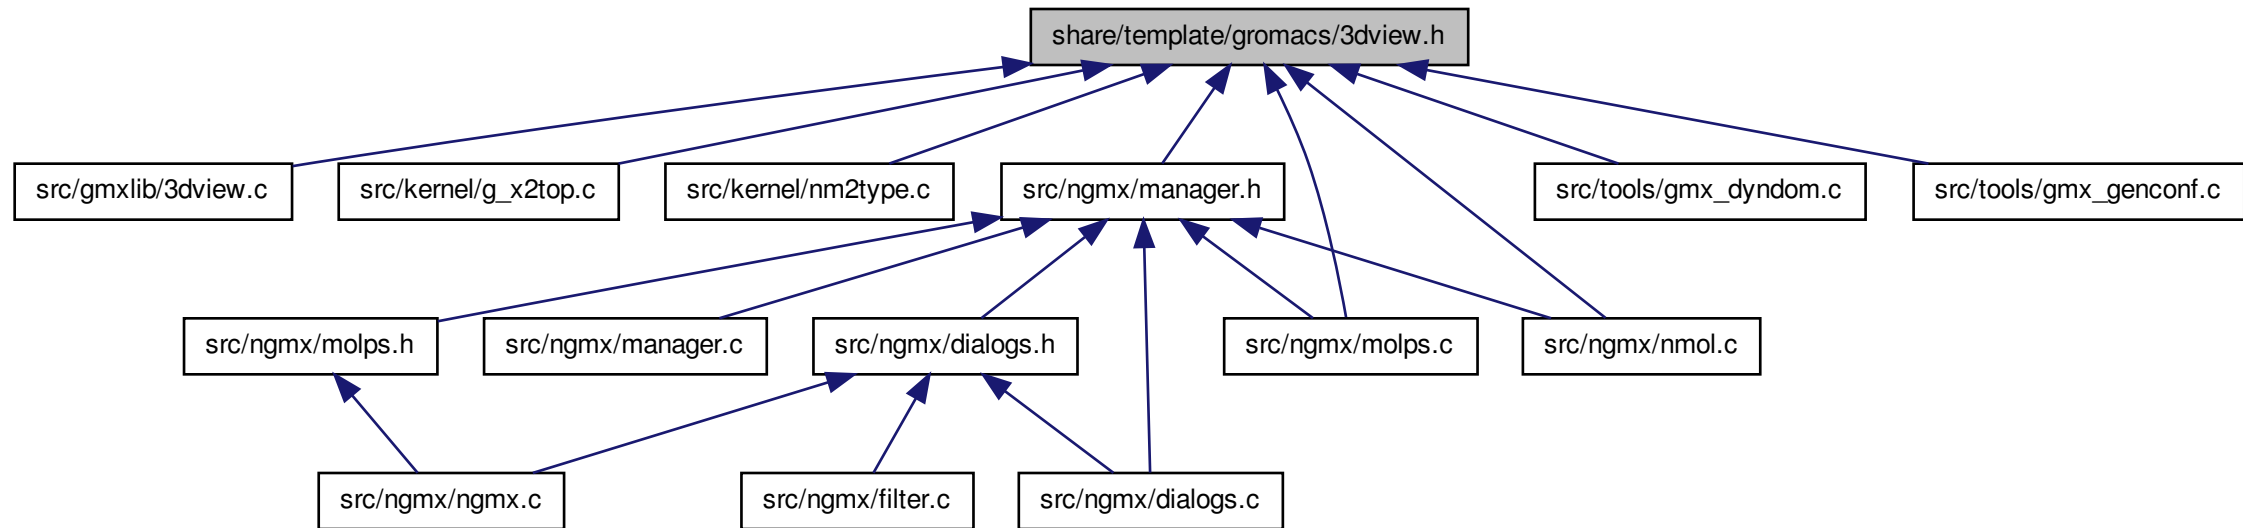 share/template/gromacs/3dview.h
src/gmxlib/3dview.c
src/kernel/g_x2top.c
src/kernel/nm2type.c
src/ngmx/manager.h
src/tools/gmx_dyndom.c
src/tools/gmx_genconf.c
src/ngmx/molps.h
src/ngmx/manager.c
src/ngmx/dialogs.h
src/ngmx/molps.c
src/ngmx/nmol.c
src/ngmx/ngmx.c
src/ngmx/filter.c
src/ngmx/dialogs.c